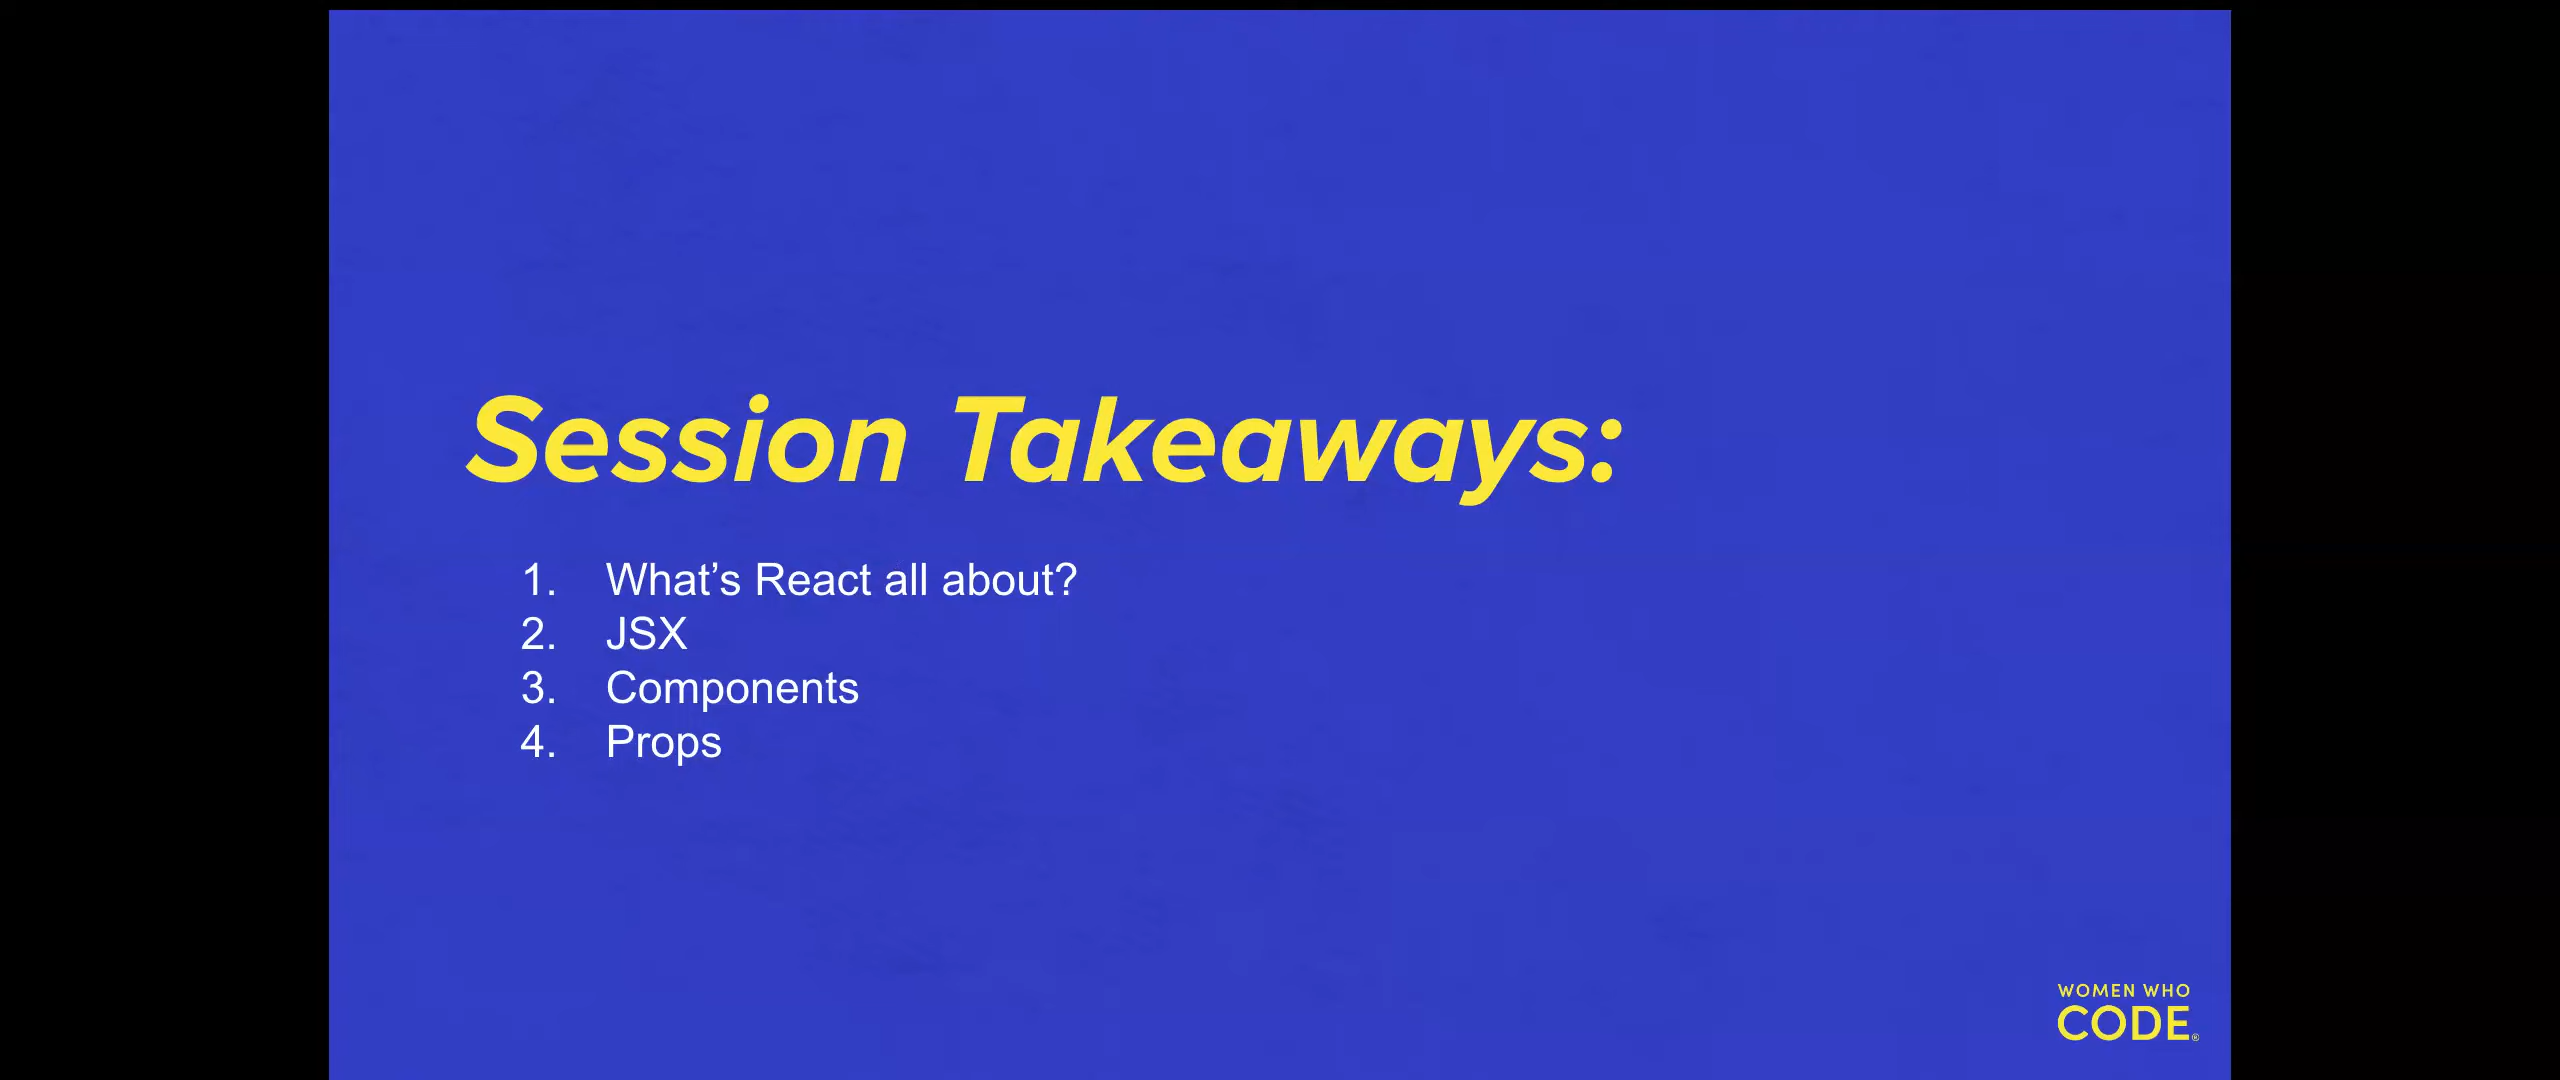 Session Takeaways:
1. What’s React all about?
2. JSX
3. Components
4. Props
WOMEN WHO
CODE®